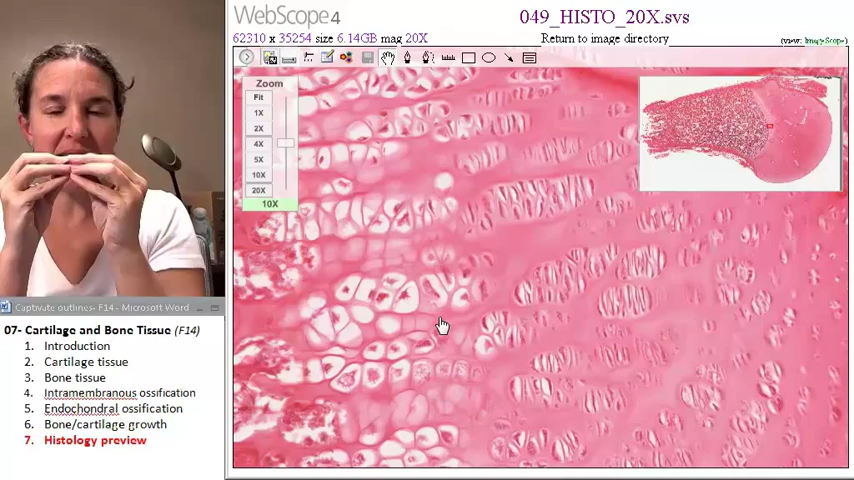 WebScope4
049_HISTO_20X.svs
62310 x 35254 size 6.14GB mag 20X
Return to image directory
(view: ImageScope)
Zoom
Fit
1X
2X
4X
5X
10X
20X
10X
Captivate outlines- F14 - Microsoft Word
07- Cartilage and Bone Tissue (F14)
1. Introduction
2. Cartilage tissue
3. Bone tissue
4. Intramembranous ossification
5. Endochondral ossification
6. Bone/cartilage growth
7. Histology preview